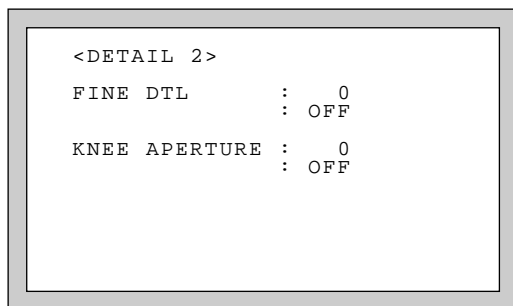 <DETAIL 2>
FINE DTL : 0
: OFF
KNEE APERTURE : 0
: OFF